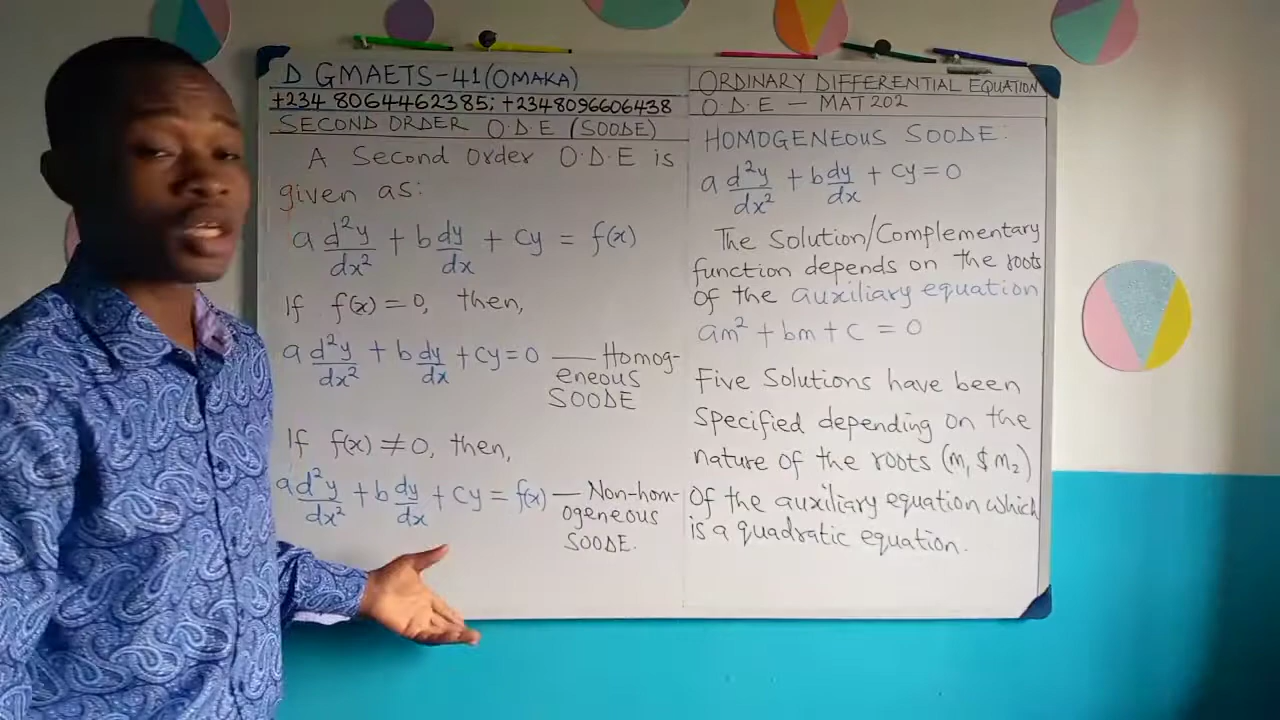 D GMAETS-41(OMAKA)
+234 8064462385; +2348096606438
SECOND ORDER O.D.E (SOODE)
A Second Order O.D.E is
given as:
a d²y/dx² + b dy/dx + cy = f(x)
If f(x) = 0, then,
a d²y/dx² + b dy/dx + cy = 0 — Homog-
eneous
SOODE
If f(x) ≠ 0, then,
a d²y/dx² + b dy/dx + cy = f(x) — Non-hom-
ogeneous
SOODE.
ORDINARY DIFFERENTIAL EQUATION
O.D.E — MAT202
HOMOGENEOUS SOODE:
a d²y/dx² + b dy/dx + cy = 0
The Solution/Complementary
function depends on the roots
of the auxiliary equation
am² + bm + c = 0
Five Solutions have been
Specified depending on the
nature of the roots (m₁ & m₂)
Of the auxiliary equation which
is a quadratic equation.